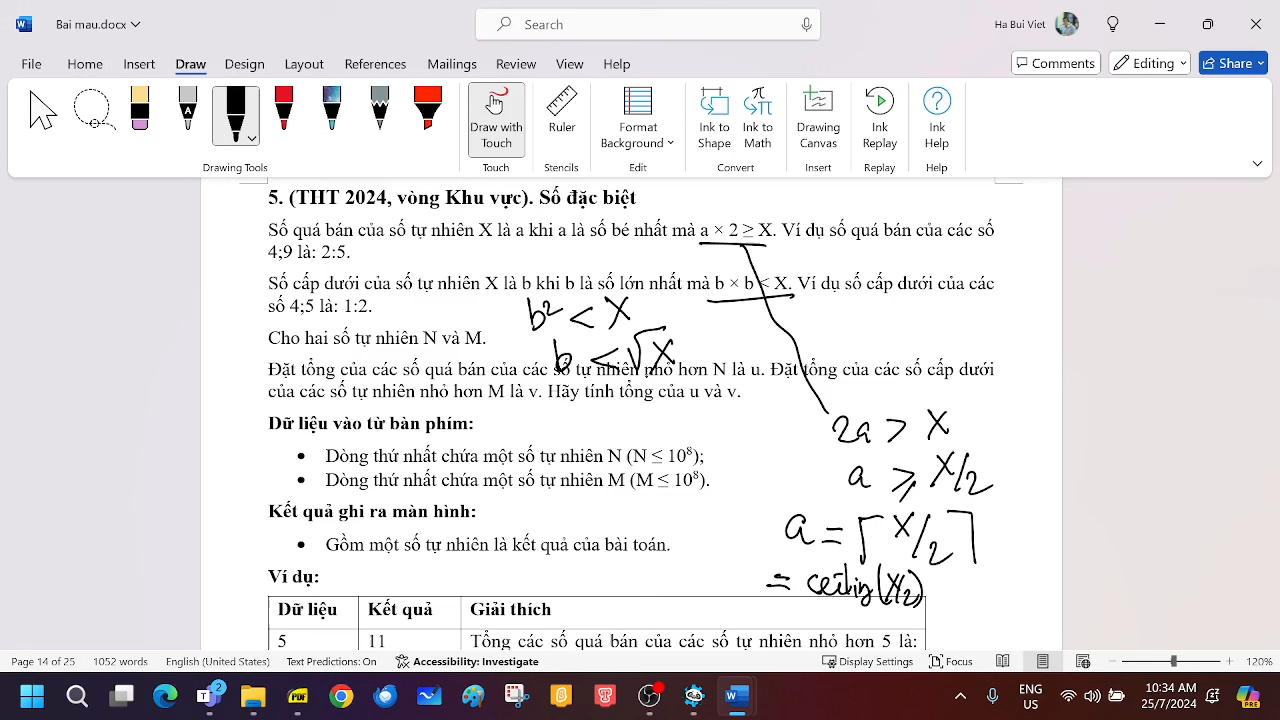 Bai mau.docx
Search
Ha Bui Viet
File Home Insert Draw Design Layout References Mailings Review View Help
Comments Editing Share
Draw with Touch
Ruler
Format Background
Ink to Shape
Ink to Math
Drawing Canvas
Ink Replay
Ink Help
Drawing Tools Touch Stencils Edit Convert Insert Replay Help
5. (THT 2024, vòng Khu vực). Số đặc biệt
Số quá bán của số tự nhiên X là a khi a là số bé nhất mà a × 2 ≥ X. Ví dụ số quá bán của các số
4;9 là: 2:5.
Số cấp dưới của số tự nhiên X là b khi b là số lớn nhất mà b × b < X. Ví dụ số cấp dưới của các
số 4;5 là: 1:2.
b² < X
Cho hai số tự nhiên N và M.
b < √X
Đặt tổng của các số quá bán của các số tự nhiên nhỏ hơn N là u. Đặt tổng của các số cấp dưới
của các số tự nhiên nhỏ hơn M là v. Hãy tính tổng của u và v.
Dữ liệu vào từ bàn phím:
2a > X
Dòng thứ nhất chứa một số tự nhiên N (N ≤ 10⁸);
a ≥ X/2
Dòng thứ nhất chứa một số tự nhiên M (M ≤ 10⁸).
Kết quả ghi ra màn hình:
a = ⌈X/2⌉
Gồm một số tự nhiên là kết quả của bài toán.
Ví dụ:
= ceiling(X/2)
Dữ liệu Kết quả Giải thích
5 11 Tổng các số quá bán của các số tự nhiên nhỏ hơn 5 là:
Page 14 of 25 1052 words English (United States) Text Predictions: On Accessibility: Investigate Display Settings Focus 120%
2
PDF
ENG
US
10:34 AM
25/7/2024
PRE